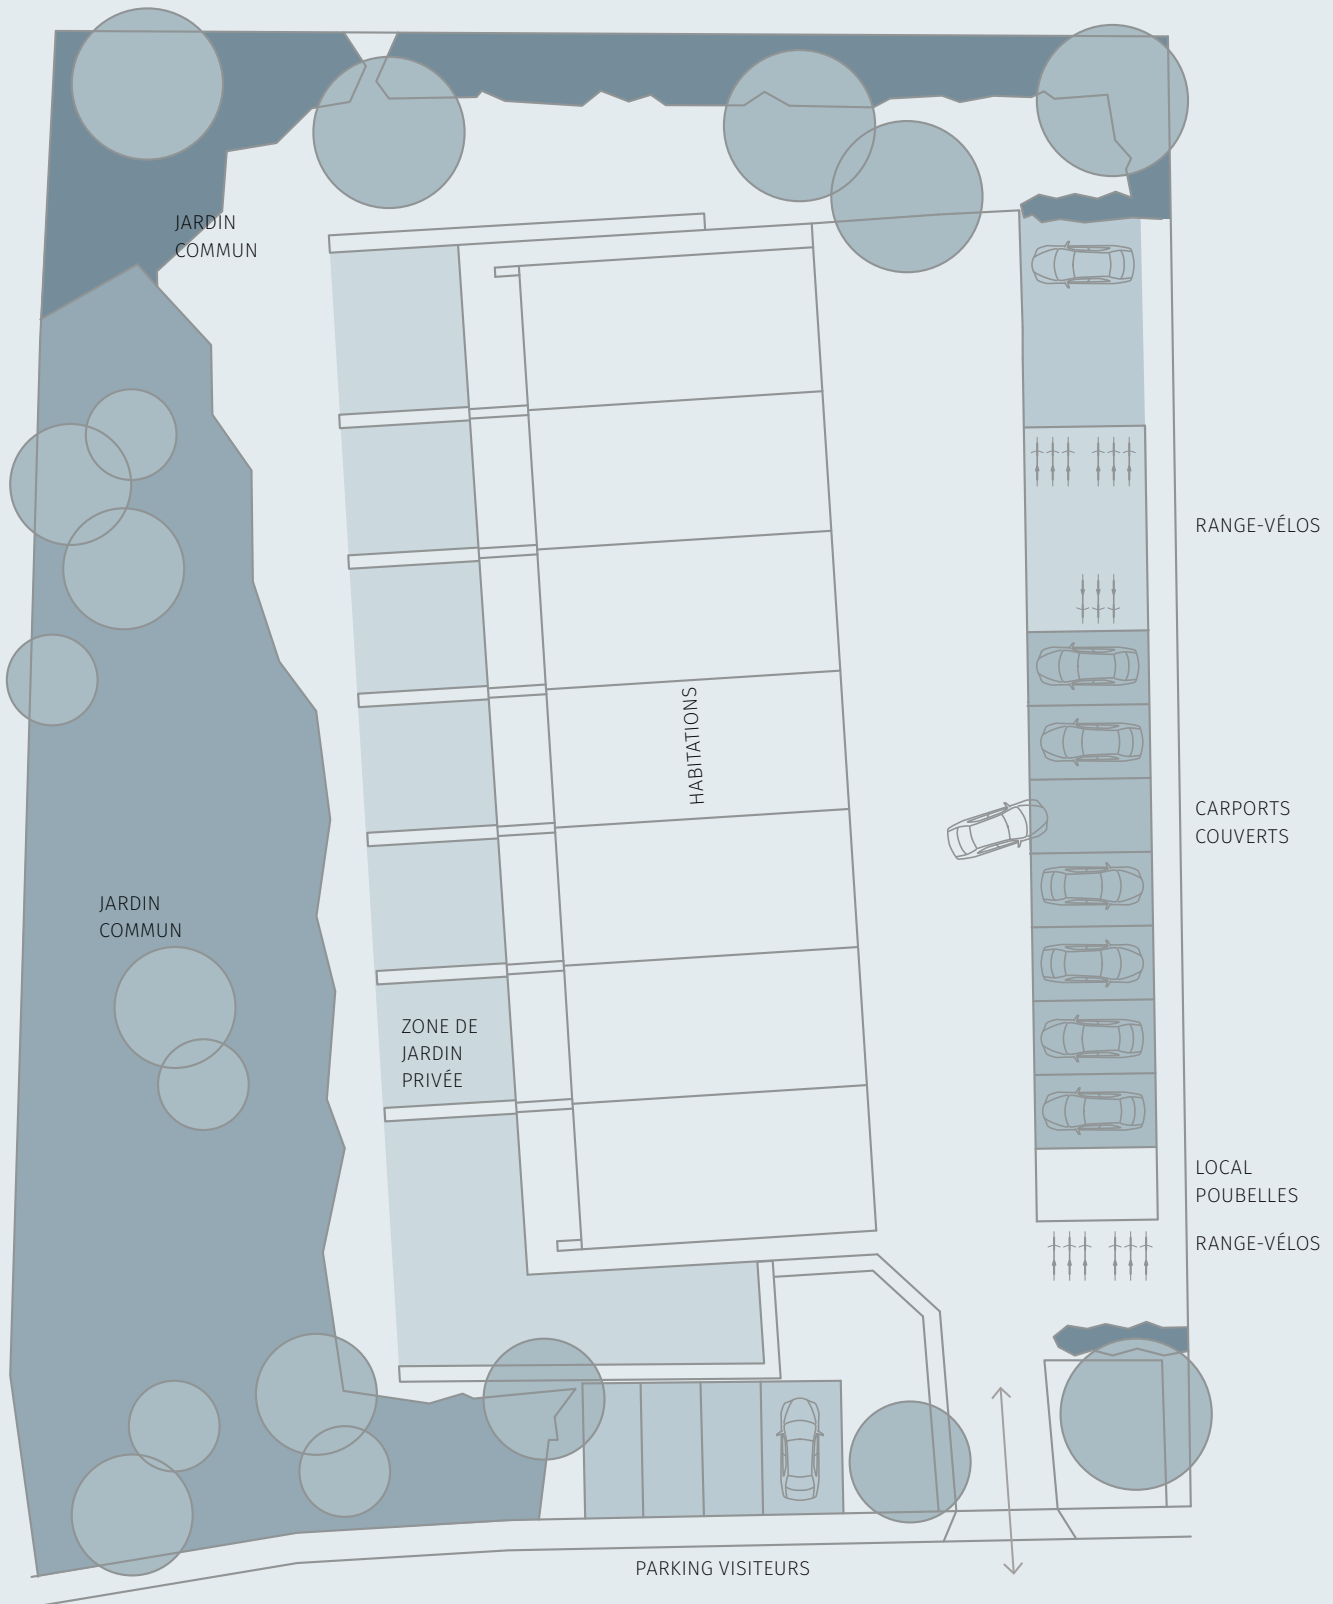 JARDIN
COMMUN
RANGE-VÉLOS
HABITATIONS
CARPORTS
COUVERTS
JARDIN
COMMUN
ZONE DE
JARDIN
PRIVÉE
LOCAL
POUBELLES
RANGE-VÉLOS
PARKING VISITEURS